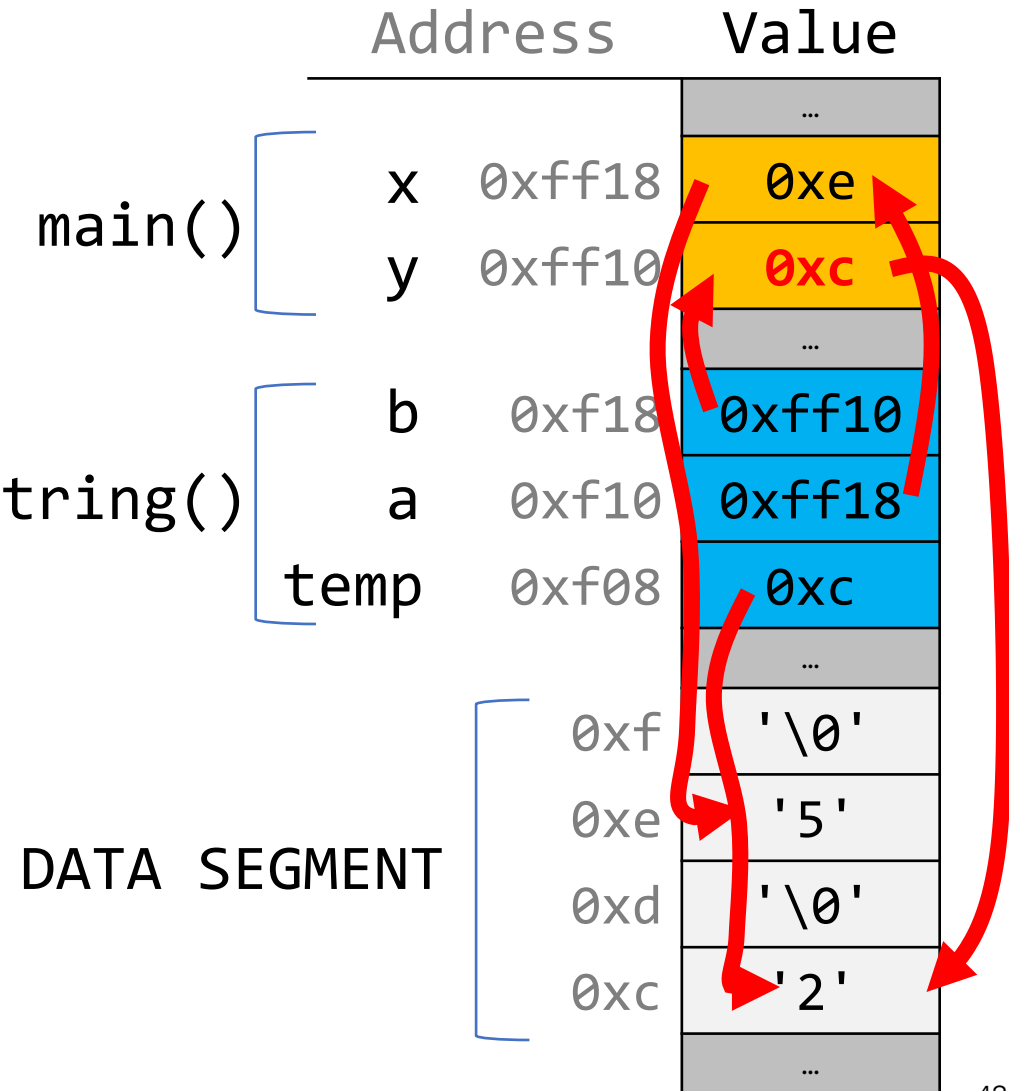 Address Value
…
x 0xff18 0xe
main()
y 0xff10 0xc
…
b 0xf18 0xff10
tring() a 0xf10 0xff18
temp 0xf08 0xc
…
0xf '\0'
0xe '5'
DATA SEGMENT
0xd '\0'
0xc '2'
…